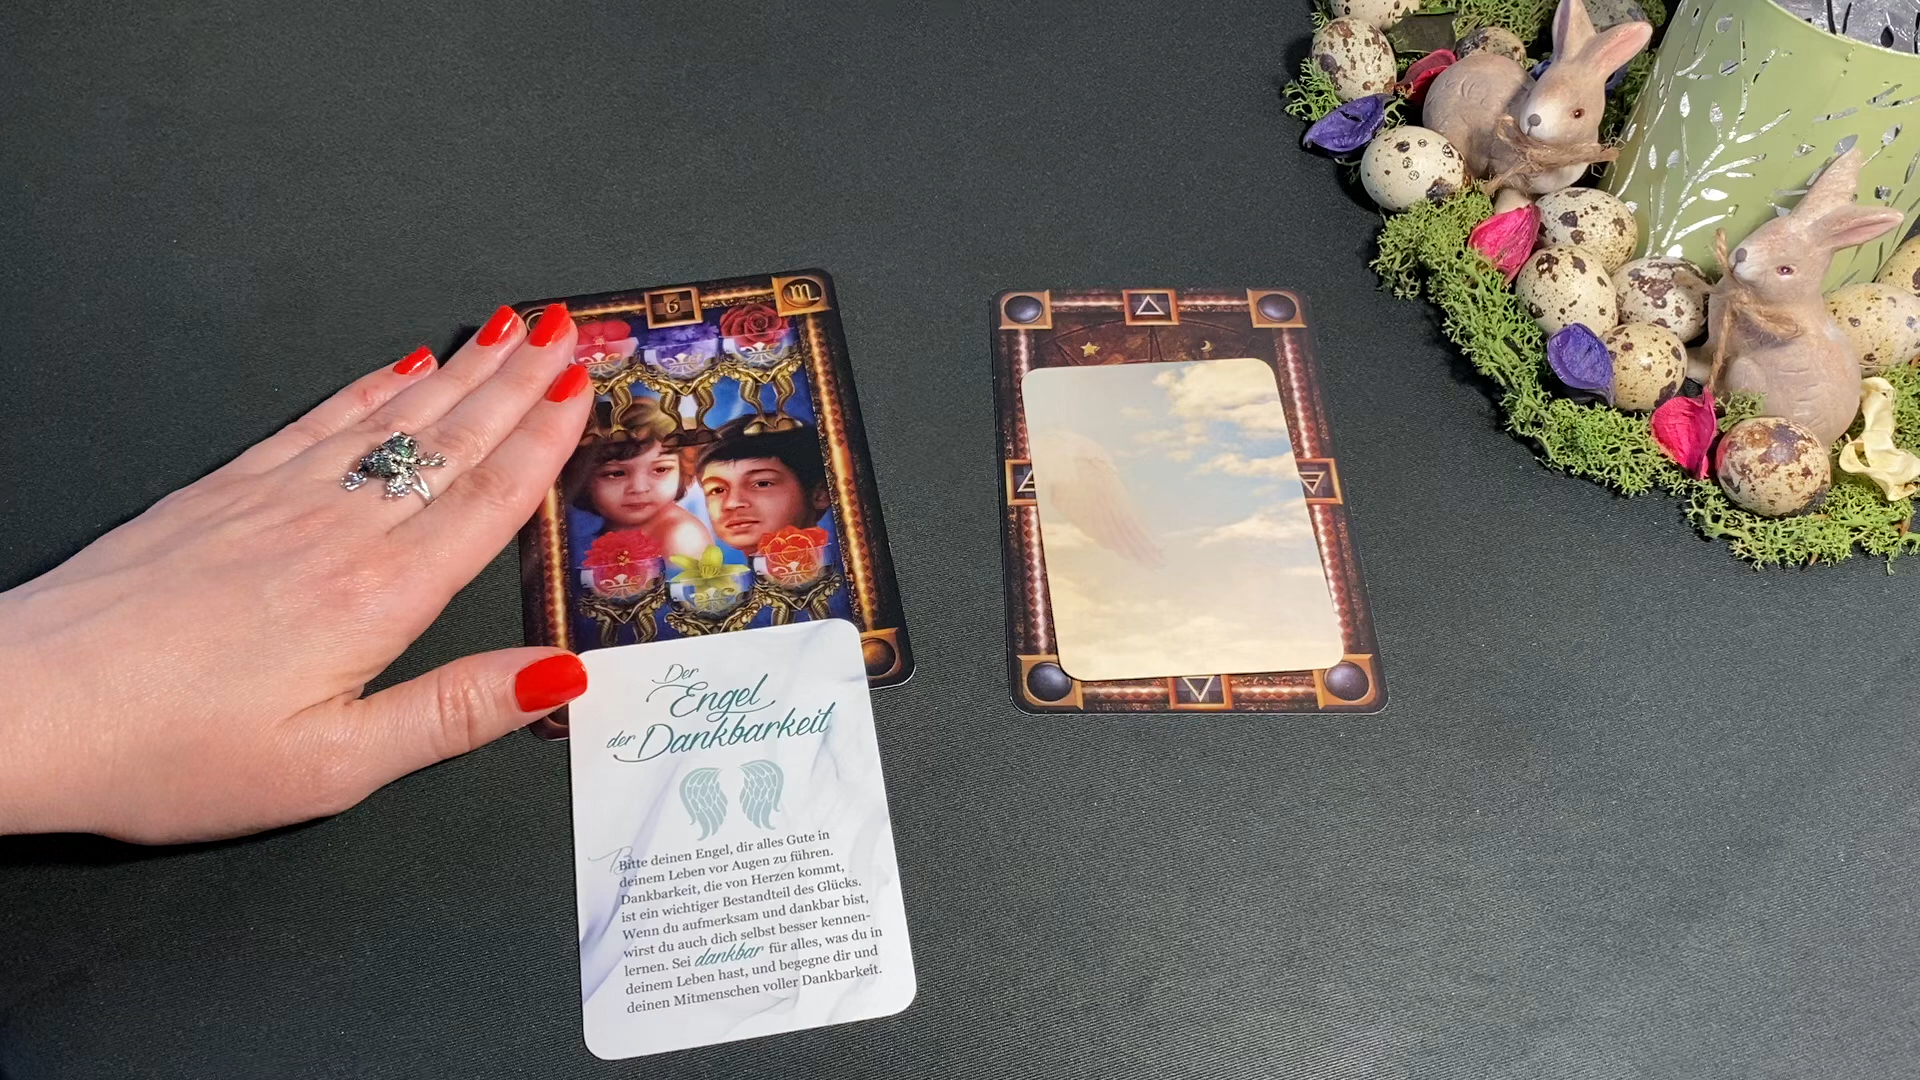 6
♏
Der
Engel
der Dankbarkeit
Bitte deinen Engel, dir alles Gute in
deinem Leben vor Augen zu führen.
Dankbarkeit, die von Herzen kommt,
ist ein wichtiger Bestandteil des Glücks.
Wenn du aufmerksam und dankbar bist,
wirst du auch dich selbst besser kennen-
lernen. Sei dankbar für alles, was du in
deinem Leben hast, und begegne dir und
deinen Mitmenschen voller Dankbarkeit.